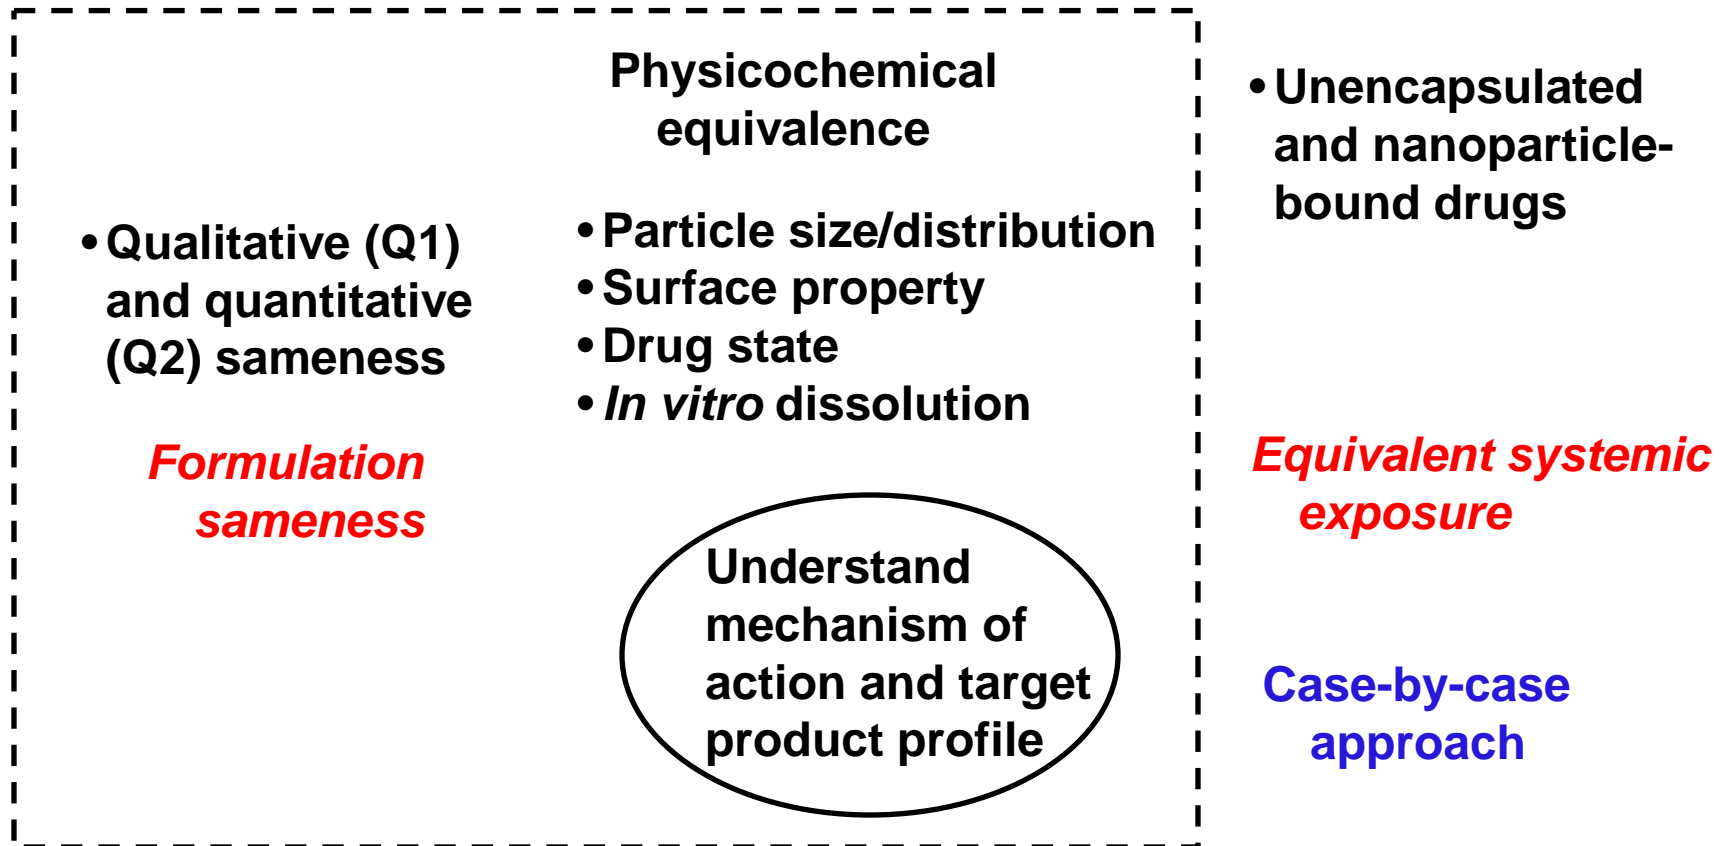 Physicochemical
equivalence
• Qualitative (Q1)
and quantitative
(Q2) sameness
Formulation
sameness
• Particle size/distribution
• Surface property
• Drug state
• In vitro dissolution
Understand
mechanism of
action and target
product profile
• Unencapsulated
and nanoparticle-
bound drugs
Equivalent systemic
exposure
Case-by-case
approach